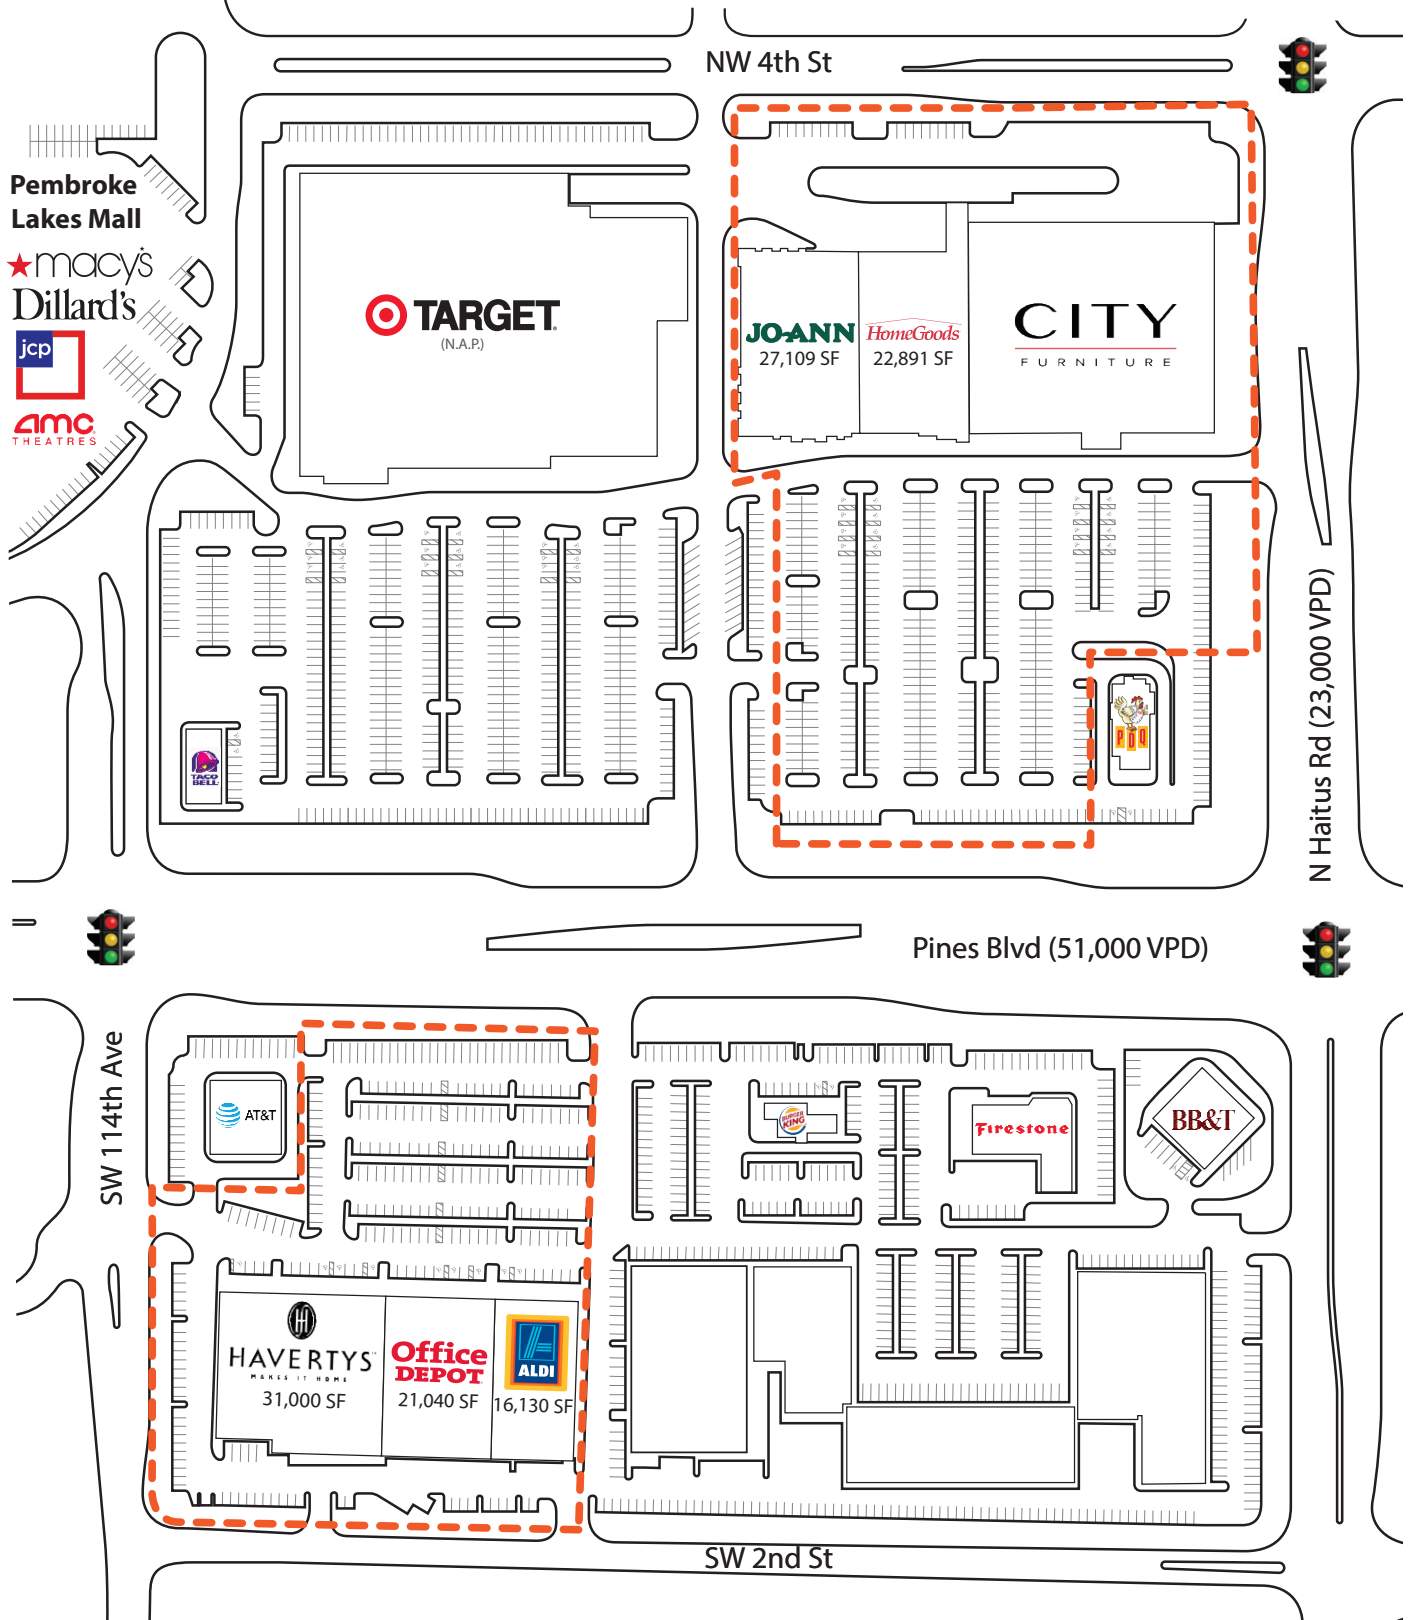 NW 4th St
Pembroke
Lakes Mall
macy's
Dillard's
jcp
amc
THEATRES
TARGET
(N.A.P.)
JO-ANN
27,109 SF
HomeGoods
22,891 SF
CITY
FURNITURE
N Haitus Rd (23,000 VPD)
TACO
BELL
PDQ
Pines Blvd (51,000 VPD)
SW 114th Ave
AT&T
BURGER
KING
Firestone
BB&T
HAVERTYS
MAKES IT HOME
31,000 SF
Office
DEPOT
21,040 SF
ALDI
16,130 SF
SW 2nd St